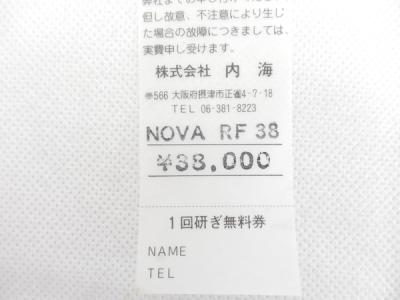 但し故意、不注意により生じ
た場合の故障につきましては、
実費申し受けます。
株式会社 内海
〒566 大阪府摂津市正雀4-7-18
TEL 06-381-8223
NOVA RF 38
¥38,000
1回研ぎ無料券
NAME
TEL